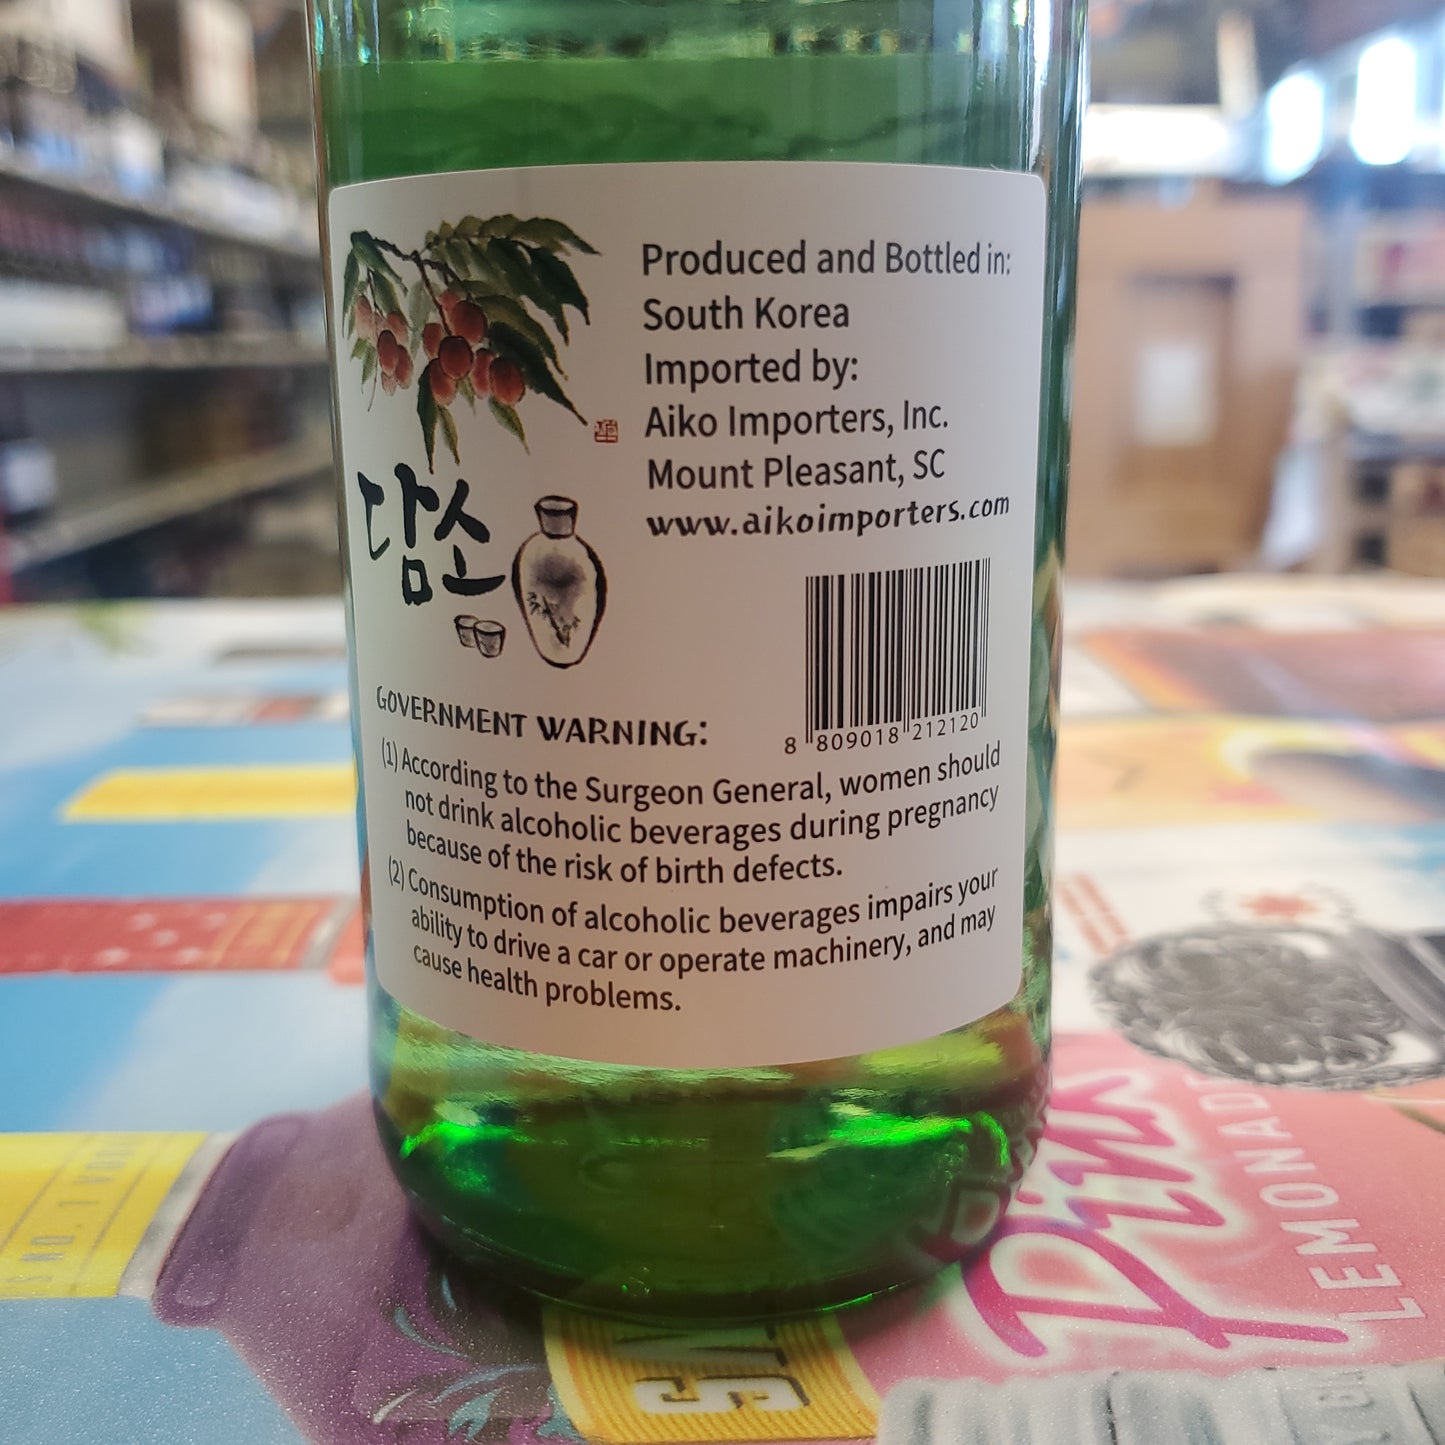 Produced and Bottled in:
South Korea
Imported by:
Aiko Importers, Inc.
Mount Pleasant, SC
www.aikoimporters.com
담소
8 809018 212120
GOVERNMENT WARNING:
(1) According to the Surgeon General, women should
not drink alcoholic beverages during pregnancy
because of the risk of birth defects.
(2) Consumption of alcoholic beverages impairs your
ability to drive a car or operate machinery, and may
cause health problems.
Pink
LEMONADE